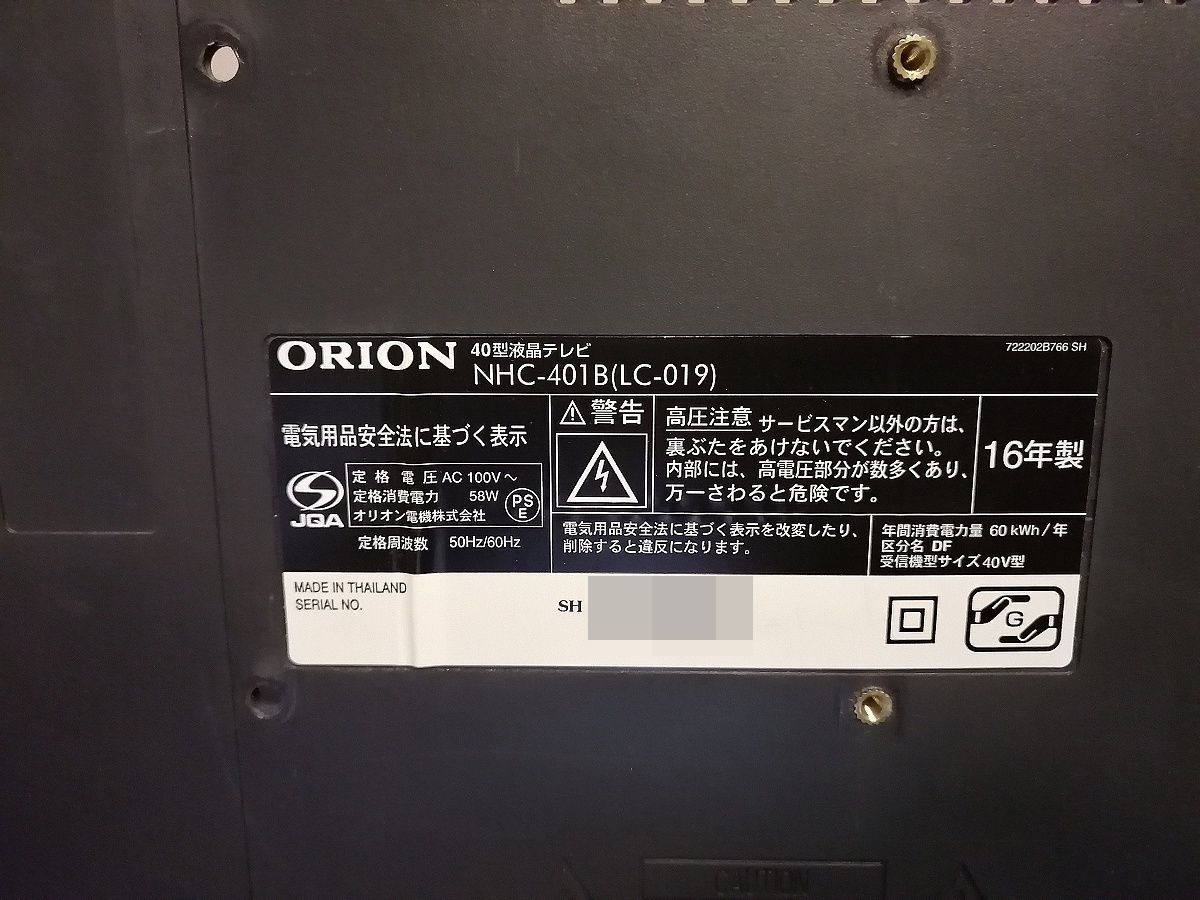 ORION 40型液晶テレビ
NHC-401B(LC-019)
722202B766 SH
電気用品安全法に基づく表示
JQA
定格電圧 AC 100V～
定格消費電力 58W
オリオン電機株式会社
PS
E
定格周波数 50Hz/60Hz
⚠警告
高圧注意 サービスマン以外の方は、
裏ぶたをあけないでください。
内部には、高電圧部分が数多くあり、
万一さわると危険です。
16年製
電気用品安全法に基づく表示を改変したり、
削除すると違反になります。
年間消費電力量 60 kWh/年
区分名 DF
受信機型サイズ 40V型
MADE IN THAILAND
SERIAL NO.
SH
G
CAUTION